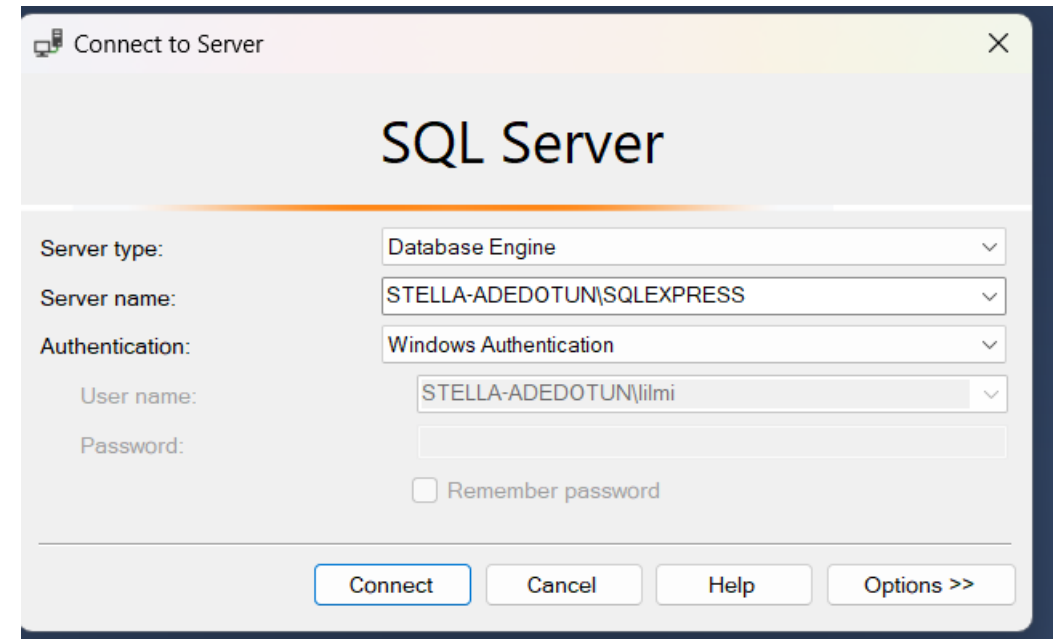 Connect to Server
SQL Server
Server type: Database Engine
Server name: STELLA-ADEDOTUN\SQLEXPRESS
Authentication: Windows Authentication
User name: STELLA-ADEDOTUN\lilmi
Password:
Remember password
Connect Cancel Help Options >>